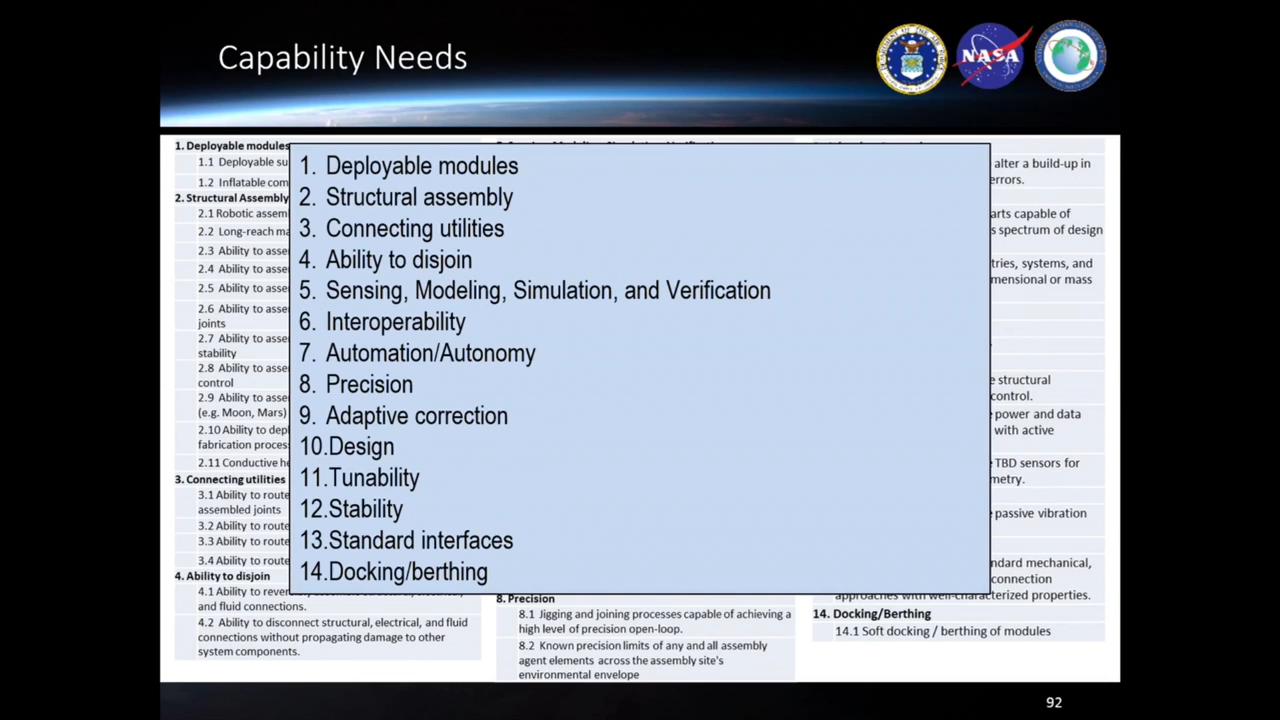 Capability Needs
NASA
1. Deployable modules
1.1 Deployable su
1.2 Inflatable com
2. Structural Assembly
2.1 Robotic assem
2.2 Long-reach ma
2.3 Ability to asse
2.4 Ability to asse
2.5 Ability to asse
2.6 Ability to asse
joints
2.7 Ability to asse
stability
2.8 Ability to asse
control
2.9 Ability to asse
(e.g. Moon, Mars)
2.10 Ability to depl
fabrication proces
2.11 Conductive he
3. Connecting utilities
3.1 Ability to route
assembled joints
3.2 Ability to route
3.3 Ability to route
3.4 Ability to route
4. Ability to disjoin
4.1 Ability to
and fluid connections.
4.2 Ability to disconnect structural, electrical, and fluid
connections without propagating damage to other
system components.
1. Deployable modules
2. Structural assembly
3. Connecting utilities
4. Ability to disjoin
5. Sensing, Modeling, Simulation, and Verification
6. Interoperability
7. Automation/Autonomy
8. Precision
9. Adaptive correction
10.Design
11.Tunability
12.Stability
13.Standard interfaces
14.Docking/berthing
8. Precision
8.1 Jigging and joining processes capable of achieving a
high level of precision open-loop.
8.2 Known precision limits of any and all assembly
agent elements across the assembly site's
environmental envelope
alter a build-up in
errors.
arts capable of
s spectrum of design
tries, systems, and
mensional or mass
e structural
control.
power and data
with active
TBD sensors for
metry.
passive vibration
ndard mechanical,
connection
approaches with well-characterized properties.
14. Docking/Berthing
14.1 Soft docking / berthing of modules
92